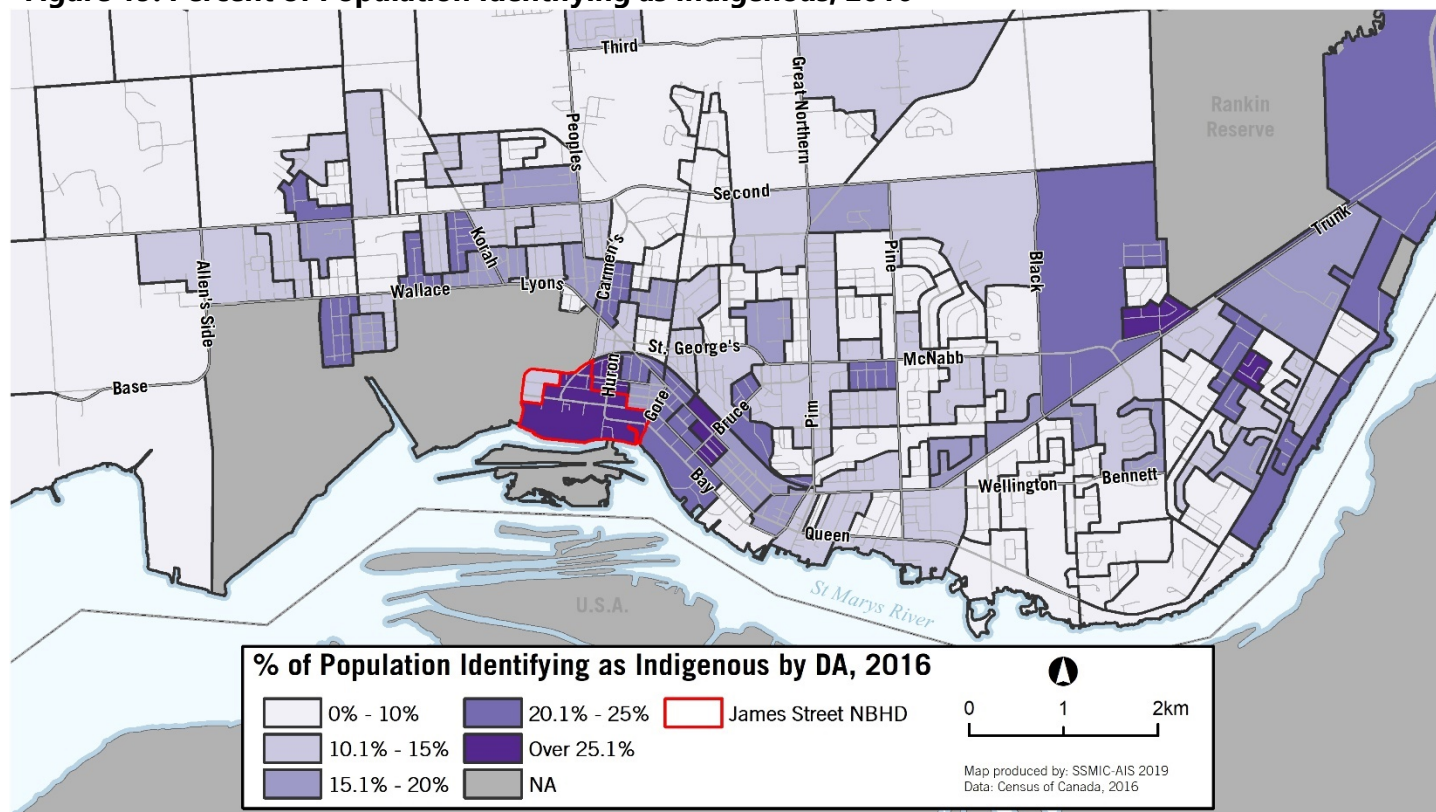 Third
Great Northern
Peoples
Rankin
Reserve
Second
Trunk
Korah
Carmen's
Pine
Black
Allen's Side
Wallace
Lyons
St. George's
McNabb
Base
Huron
Gore
Bruce
Plum
Bay
Wellington
Bennett
Queen
St Marys River
U.S.A.
% of Population Identifying as Indigenous by DA, 2016
0% - 10%
10.1% - 15%
15.1% - 20%
20.1% - 25%
Over 25.1%
NA
James Street NBHD
0 1 2km
Map produced by: SSMIC-AIS 2019
Data: Census of Canada, 2016